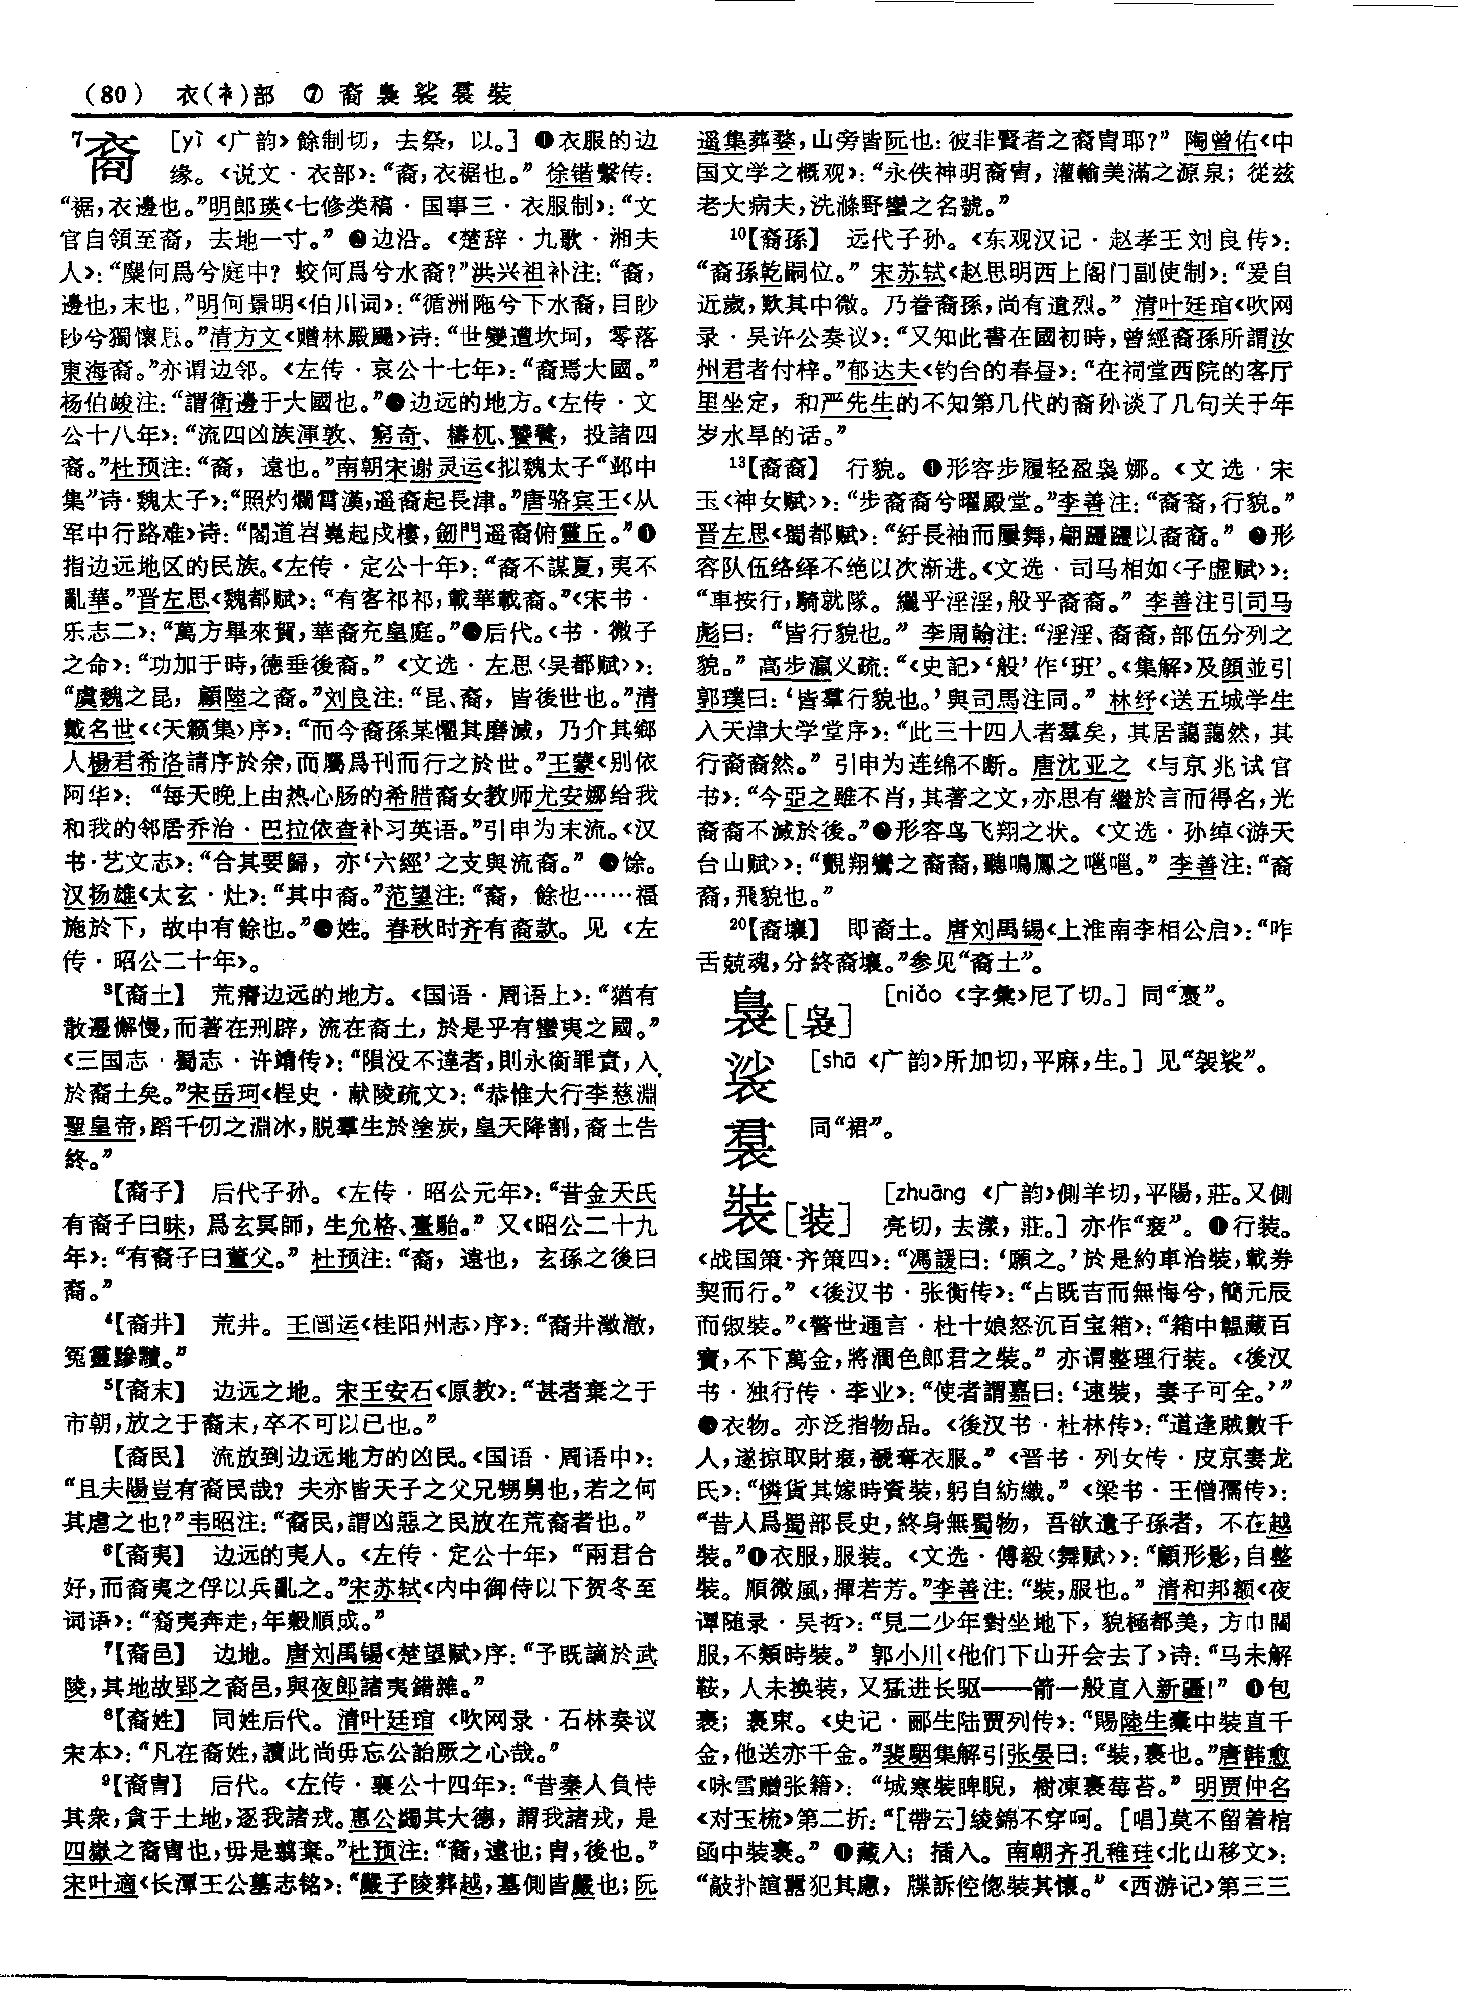 (80) 衣(衤)部 ⑦ 裔裊裟裠裝
7裔 [yì 《广韵》餘制切，去祭，以。] ❶衣服的边
缘。《说文·衣部》：“裔，衣裾也。”徐锴繫传：
“裾，衣邊也。”明郎瑛《七修类稿·国事三·衣服制》：“文
官自領至裔，去地一寸。” ❷边沿。《楚辞·九歌·湘夫
人》：“麋何爲兮庭中？蛟何爲兮水裔？”洪兴祖补注：“裔，
邊也，末也。”明何景明《伯川词》：“循洲陁兮下水裔，目眇
眇兮獨懷思。”清方文《赠林殿颺》诗：“世變遭坎坷，零落
東海裔。”亦谓边邻。《左传·哀公十七年》：“裔焉大國。”
杨伯峻注：“謂衛邊于大國也。”❸边远的地方。《左传·文
公十八年》：“流四凶族渾敦、窮奇、檮杌、饕餮，投諸四
裔。”杜预注：“裔，遠也。”南朝宋谢灵运《拟魏太子“邺中
集”诗·魏太子》：“照灼爛霄漢，遥裔起長津。”唐骆宾王《从
军中行路难》诗：“閣道岧嶤起戍樓，劒門遥裔俯靈丘。”❹
指边远地区的民族。《左传·定公十年》：“裔不謀夏，夷不
亂華。”晋左思《魏都赋》：“有客祁祁，載華載裔。”《宋书·
乐志二》：“萬方畢來賀，華裔充皇庭。”❺后代。《书·微子
之命》：“功加于時，德垂後裔。”《文选·左思〈吴都赋〉》：
“虞魏之昆，顧陸之裔。”刘良注：“昆、裔，皆後世也。”清
戴名世《〈天籁集〉序》：“而今裔孫某懼其磨滅，乃介其鄉
人楊君希洛請序於余，而屬爲刊而行之於世。”王蒙《别依
阿华》：“每天晚上由热心肠的希腊裔女教师尤安娜给我
和我的邻居乔治·巴拉依查补习英语。”引申为末流。《汉
书·艺文志》：“合其要歸，亦‘六經’之支與流裔。” ❻馀。
汉扬雄《太玄·灶》：“其中裔。”范望注：“裔，餘也……福
施於下，故中有餘也。”❼姓。春秋时齐有裔款。见《左
传·昭公二十年》。
3【裔土】 荒瘠边远的地方。《国语·周语上》：“猶有
散遷懈慢，而著在刑辟，流在裔土，於是乎有蠻夷之國。”
《三国志·蜀志·许靖传》：“隕没不達者，則永銜罪責，入
於裔土矣。”宋岳珂《桯史·献陵疏文》：“恭惟大行李慈淵
聖皇帝，蹈千仞之淵冰，脱羣生於塗炭，皇天降割，裔土告
終。”
【裔子】 后代子孙。《左传·昭公元年》：“昔金天氏
有裔子曰昧，爲玄冥師，生允格、臺駘。”又《昭公二十九
年》：“有裔子曰董父。”杜预注：“裔，遠也，玄孫之後曰
裔。”
4【裔井】 荒井。王闿运《桂阳州志〉序》：“裔井澂澈，
冤靈黲黷。”
5【裔末】 边远之地。宋王安石《原教》：“甚者棄之于
市朝，放之于裔末，卒不可以已也。”
【裔民】 流放到边远地方的凶民。《国语·周语中》：
“且夫陽豈有裔民哉？夫亦皆天子之父兄甥舅也，若之何
其虐之也？”韦昭注：“裔民，謂凶惡之民放在荒裔者也。”
6【裔夷】 边远的夷人。《左传·定公十年》“兩君合
好，而裔夷之俘以兵亂之。”宋苏轼《内中御侍以下贺冬至
词语》：“裔夷奔走，年穀順成。”
7【裔邑】 边地。唐刘禹锡《楚望赋》序：“予既謫於武
陵，其地故郢之裔邑，與夜郎諸夷錯雜。”
8【裔姓】 同姓后代。清叶廷琯《吹网录·石林奏议
宋本》：“凡在裔姓，讀此尚毋忘公詒厥之心哉。”
9【裔胄】 后代。《左传·襄公十四年》：“昔秦人負恃
其衆，貪于土地，逐我諸戎。惠公蠲其大德，謂我諸戎，是
四嶽之裔胄也，毋是翦棄。”杜预注：“裔，遠也；胄，後也。”
宋叶適《长潭王公墓志铭》：“嚴子陵葬越，墓側皆嚴也；阮
遥集葬婺，山旁皆阮也：彼非賢者之裔胄耶？”陶曾佑《中
国文学之概观》：“永佚神明裔胄，灌輸美滿之源泉；從兹
老大病夫，洗滌野蠻之名號。”
10【裔孫】 远代子孙。《东观汉记·赵孝王刘良传》：
“裔孫乾嗣位。”宋苏轼《赵思明西上阁门副使制》：“爰自
近歲，歎其中微。乃眷裔孫，尚有遺烈。”清叶廷琯《吹网
录·吴许公奏议》：“又知此書在國初時，曾經裔孫所謂汝
州君者付梓。”郁达夫《钓台的春昼》：“在祠堂西院的客厅
里坐定，和严先生的不知第几代的裔孙谈了几句关于年
岁水旱的话。”
13【裔裔】 行貌。❶形容步履轻盈袅娜。《文选·宋
玉〈神女赋〉》：“步裔裔兮曜殿堂。”李善注：“裔裔，行貌。”
晋左思《蜀都赋》：“紆長袖而屢舞，翩躚躚以裔裔。” ❷形
容队伍络绎不绝以次渐进。《文选·司马相如〈子虚赋〉》：
“車按行，騎就隊。纚乎淫淫，般乎裔裔。”李善注引司马
彪曰：“皆行貌也。”李周翰注：“淫淫、裔裔，部伍分列之
貌。”高步瀛义疏：“《史記》‘般’作‘班’。《集解》及顔並引
郭璞曰：‘皆羣行貌也。’與司馬注同。”林纾《送五城学生
入天津大学堂序》：“此三十四人者羣矣，其居藹藹然，其
行裔裔然。”引申为连绵不断。唐沈亚之《与京兆试官
书》：“今亞之雖不肖，其著之文，亦思有繼於言而得名，光
裔裔不滅於後。”❸形容鸟飞翔之状。《文选·孙绰〈游天
台山赋〉》：“覿翔鸞之裔裔，聽鳴鳳之嗈嗈。”李善注：“裔
裔，飛貌也。”
20【裔壤】 即裔土。唐刘禹锡《上淮南李相公启》：“咋
舌兢魂，分終裔壤。”参见“裔土”。
裊[袅] [niǎo 《字彙》尼了切。] 同“裹”。
裟 [shā 《广韵》所加切，平麻，生。] 见“袈裟”。
裠 同“裙”。
裝[装] [zhuāng 《广韵》側羊切，平陽，莊。又側
亮切，去漾，莊。] 亦作“裦”。❶行装。
《战国策·齐策四》：“馮諼曰：‘願之。’於是約車治裝，載券
契而行。”《後汉书·张衡传》：“占既吉而無悔兮，簡元辰
而俶裝。”《警世通言·杜十娘怒沉百宝箱》：“箱中韞藏百
寶，不下萬金，將潤色郎君之裝。”亦谓整理行装。《後汉
书·独行传·李业》：“使者謂嘉曰：‘速裝，妻子可全。’”
❷衣物。亦泛指物品。《後汉书·杜林传》：“道逢賊數千
人，遂掠取財裝，褫奪衣服。”《晋书·列女传·皮京妻龙
氏》：“憐貨其嫁時資裝，躬自紡織。”《梁书·王僧孺传》：
“昔人爲蜀部長史，終身無蜀物，吾欲遺子孫者，不在越
裝。”❸衣服，服装。《文选·傅毅〈舞赋〉》：“顧形影，自整
裝。順微風，揮若芳。”李善注：“裝，服也。”清和邦额《夜
谭随录·吴哲》：“見二少年對坐地下，貌極都美，方巾闊
服，不類時裝。”郭小川《他们下山开会去了》诗：“马未解
鞍，人未换装，又猛进长驱——箭一般直入新疆！” ❹包
裹；裹束。《史记·郦生陆贾列传》：“賜陸生橐中裝直千
金，他送亦千金。”裴駰集解引张晏曰：“裝，裹也。”唐韩愈
《咏雪赠张籍》：“城寒裝睥睨，樹凍裹莓苔。”明贾仲名
《对玉梳》第二折：“[帶云]綾錦不穿呵。[唱]莫不留着棺
函中裝裹。” ❺藏入；插入。南朝齐孔稚珪《北山移文》：
“敲扑諠囂犯其慮，牒訴倥傯裝其懷。”《西游记》第三三